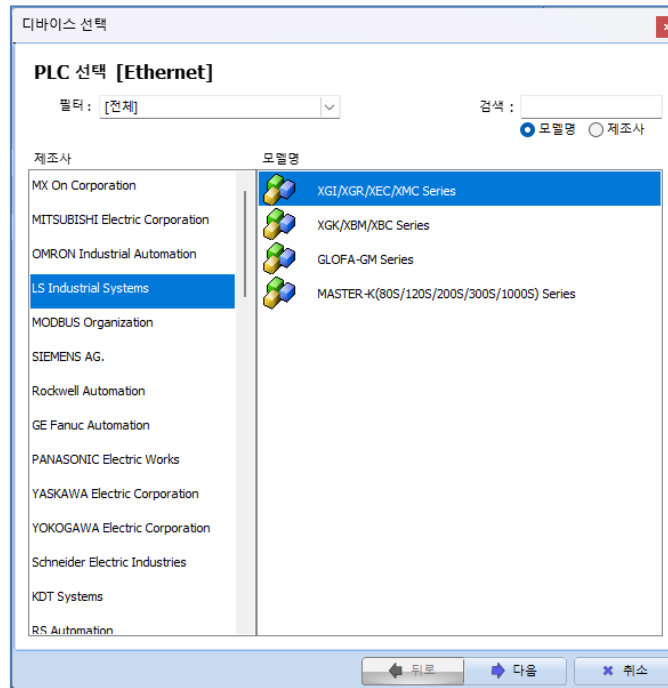 디바이스 선택
PLC 선택 [Ethernet]
필터 : [전체]
검색 :
모델명 제조사
제조사
MX On Corporation
MITSUBISHI Electric Corporation
OMRON Industrial Automation
LS Industrial Systems
MODBUS Organization
SIEMENS AG.
Rockwell Automation
GE Fanuc Automation
PANASONIC Electric Works
YASKAWA Electric Corporation
YOKOGAWA Electric Corporation
Schneider Electric Industries
KDT Systems
RS Automation
모델명
XGI/XGR/XEC/XMC Series
XGK/XBM/XBC Series
GLOFA-GM Series
MASTER-K(80S/120S/200S/300S/1000S) Series
뒤로
다음
취소